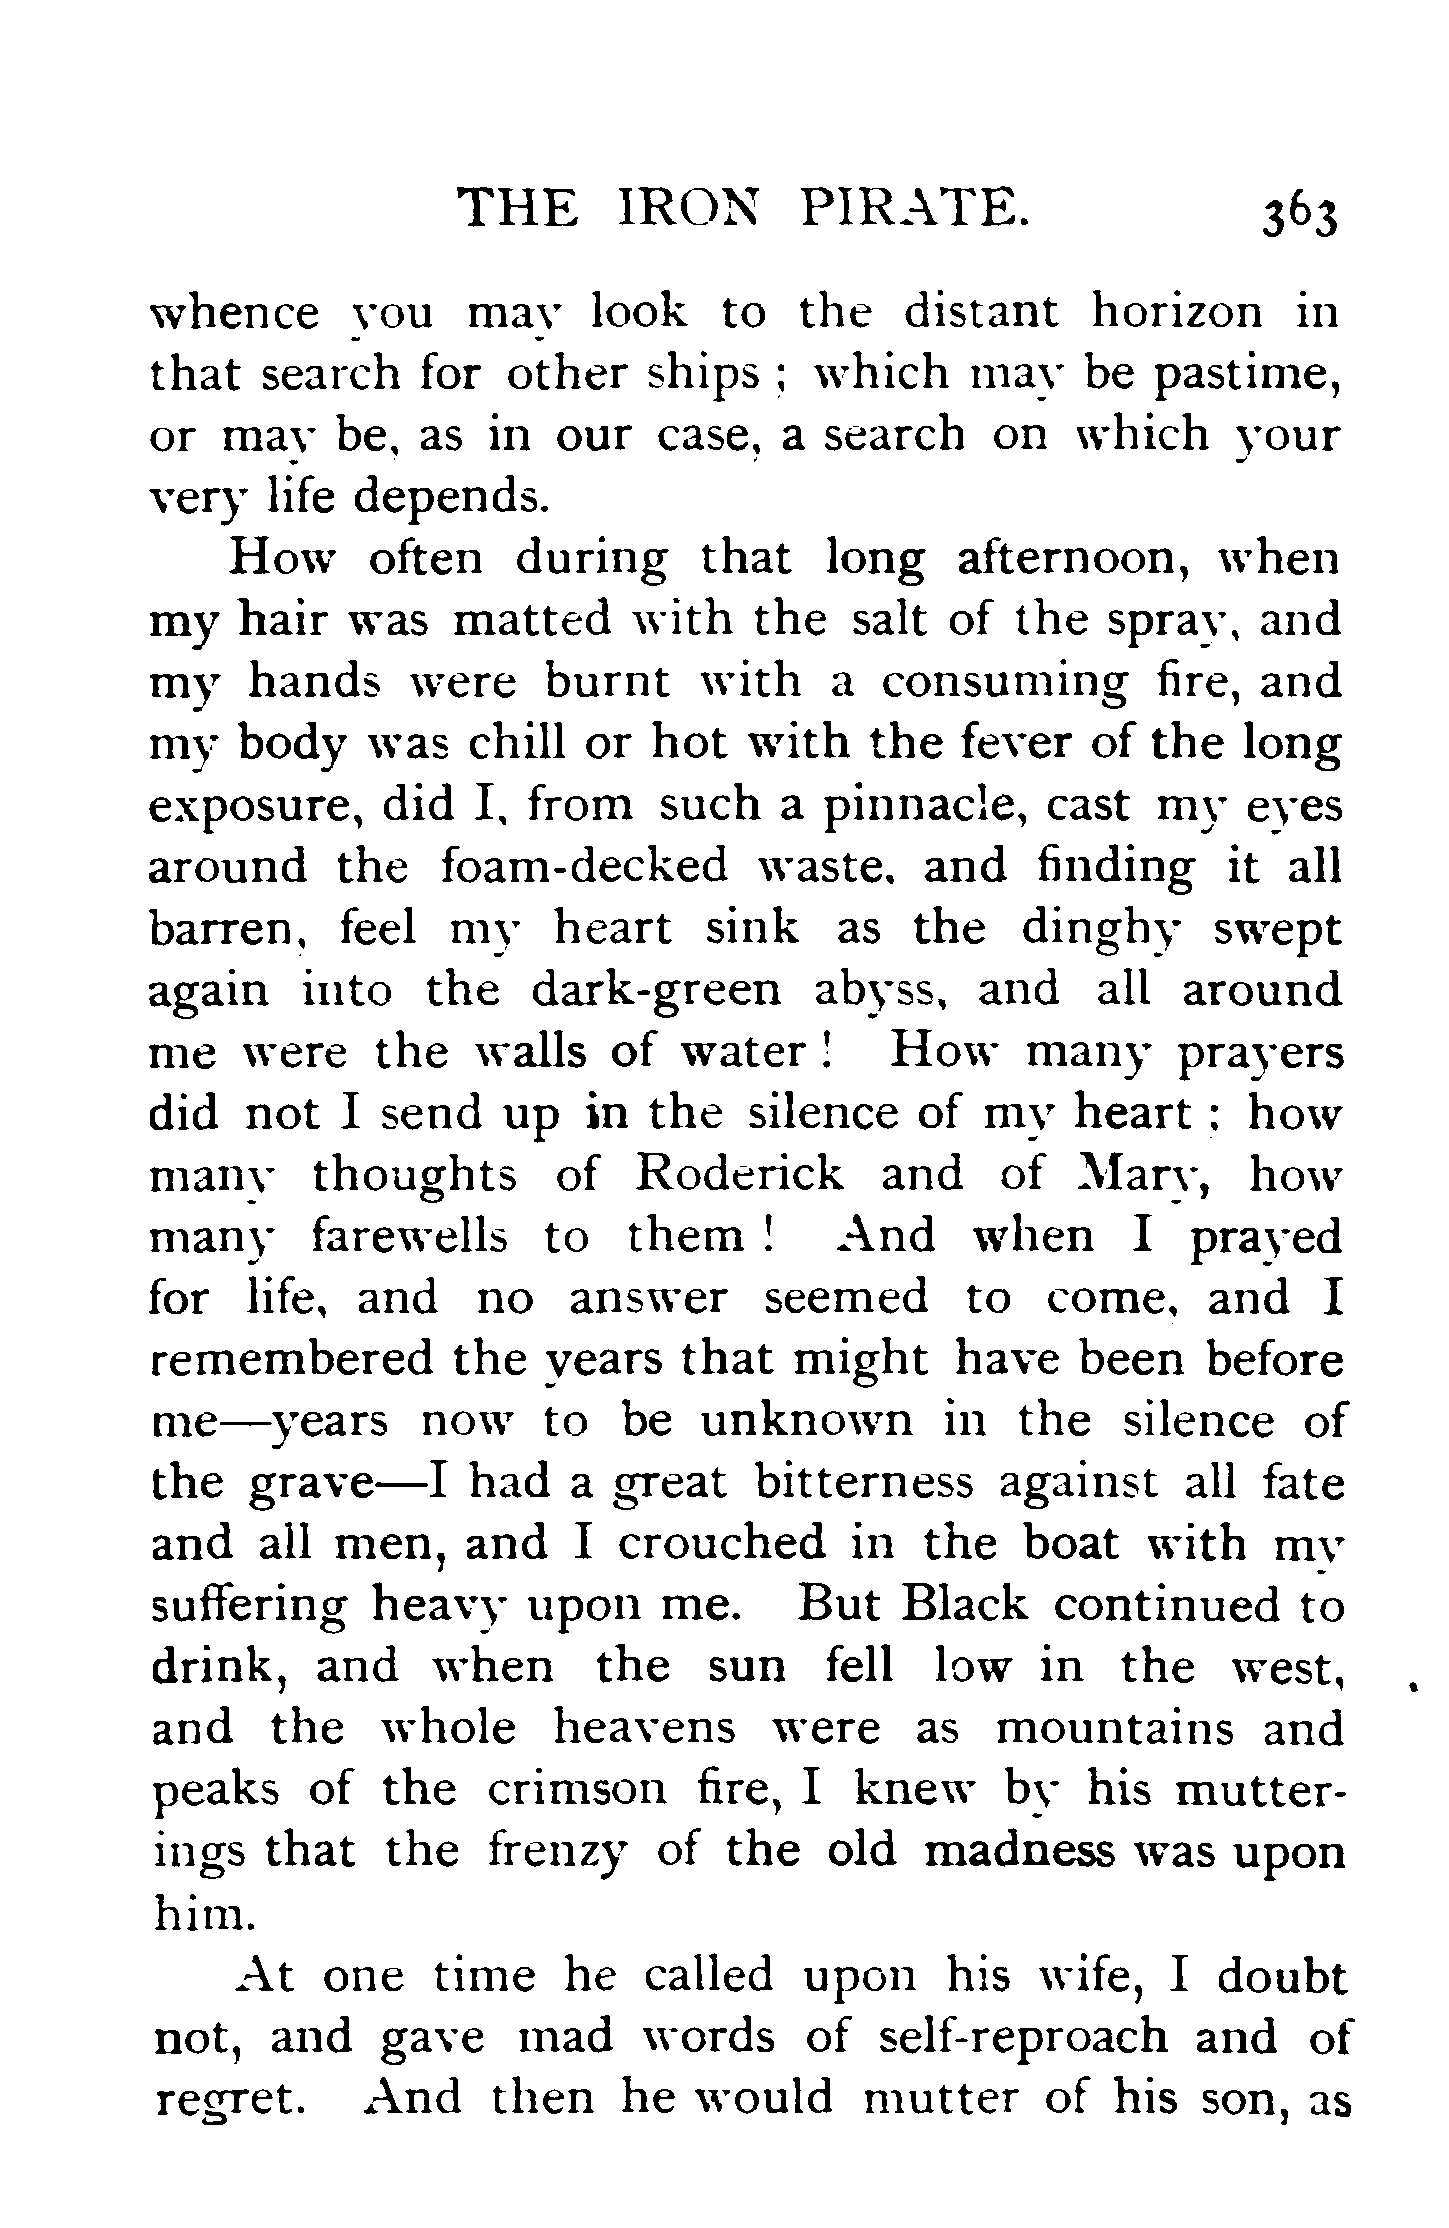 THE IRON PIRATE. 363
whence you may look to the distant horizon in
that search for other ships ; which may be pastime,
or may be, as in our case, a search on which your
very life depends.
How often during that long afternoon, when
my hair was matted with the salt of the spray, and
my hands were burnt with a consuming fire, and
my body was chill or hot with the fever of the long
exposure, did I, from such a pinnacle, cast my eyes
around the foam-decked waste, and finding it all
barren, feel my heart sink as the dinghy swept
again into the dark-green abyss, and all around
me were the walls of water ! How many prayers
did not I send up in the silence of my heart ; how
many thoughts of Roderick and of Mary, how
many farewells to them ! And when I prayed
for life, and no answer seemed to come, and I
remembered the years that might have been before
me—years now to be unknown in the silence of
the grave—I had a great bitterness against all fate
and all men, and I crouched in the boat with my
suffering heavy upon me. But Black continued to
drink, and when the sun fell low in the west,
and the whole heavens were as mountains and
peaks of the crimson fire, I knew by his mutter-
ings that the frenzy of the old madness was upon
him.
At one time he called upon his wife, I doubt
not, and gave mad words of self-reproach and of
regret. And then he would mutter of his son, as